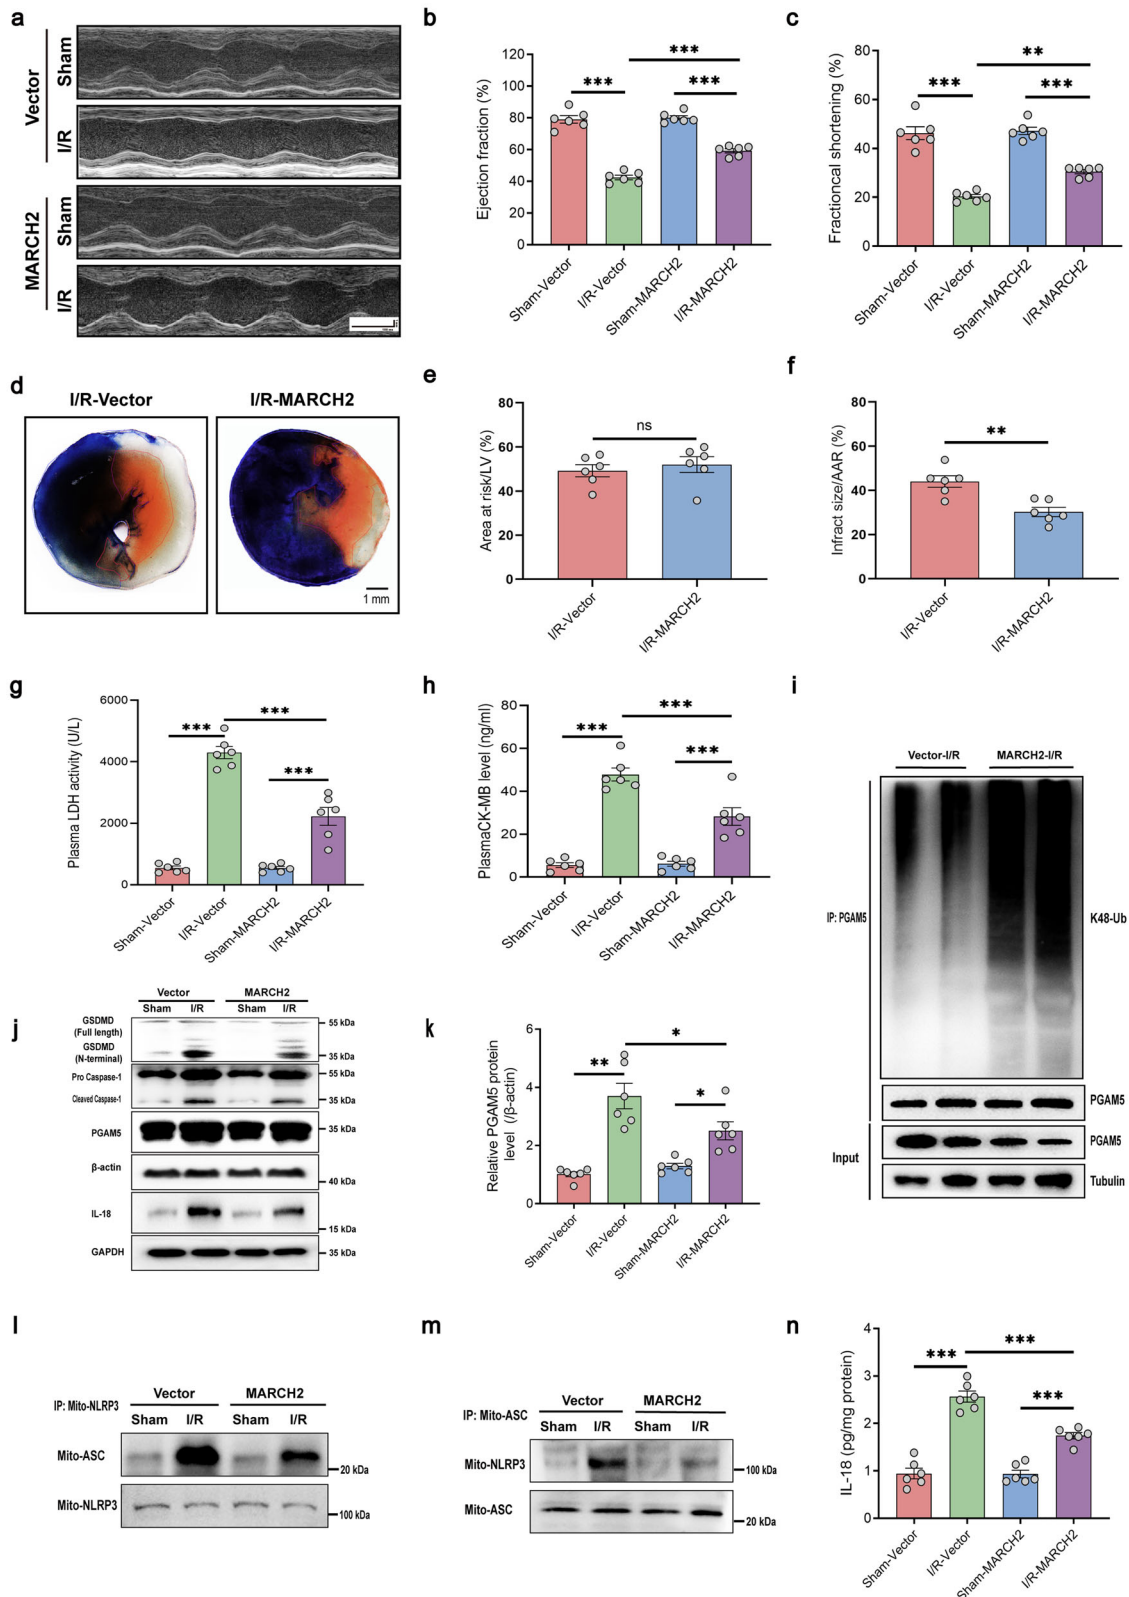 a
Vector
Sham
I/R
MARCH2
Sham
I/R
b
Ejection fraction (%)
120
100
80
60
40
20
0
***
***
***
Sham-Vector
I/R-Vector
Sham-MARCH2
I/R-MARCH2
c
Fractioncal shortening (%)
80
60
40
20
0
**
***
***
Sham-Vector
I/R-Vector
Sham-MARCH2
I/R-MARCH2
d
I/R-Vector
I/R-MARCH2
1 mm
e
Area at risk/LV (%)
80
60
40
20
0
ns
I/R-Vector
I/R-MARCH2
f
Infract size/AAR (%)
80
60
40
20
0
**
I/R-Vector
I/R-MARCH2
g
Plasma LDH activity (U/L)
6000
4000
2000
0
***
***
***
Sham-Vector
I/R-Vector
Sham-MARCH2
I/R-MARCH2
h
PlasmaCK-MB level (ng/ml)
80
60
40
20
0
***
***
***
Sham-Vector
I/R-Vector
Sham-MARCH2
I/R-MARCH2
i
Vector-I/R MARCH2-I/R
IP: PGAM5
K48-Ub
PGAM5
Input
PGAM5
Tubulin
j
Vector MARCH2
Sham I/R Sham I/R
GSDMD
(Full length)
55 kDa
GSDMD
(N-terminal)
35 kDa
Pro Caspase-1
55 kDa
Cleaved Caspase-1
35 kDa
PGAM5
35 kDa
β-actin
40 kDa
IL-18
15 kDa
GAPDH
35 kDa
k
Relative PGAM5 protein
level (/β-actin)
6
4
2
0
**
*
*
Sham-Vector
I/R-Vector
Sham-MARCH2
I/R-MARCH2
l
IP: Mito-NLRP3
Vector MARCH2
Sham I/R Sham I/R
Mito-ASC
20 kDa
Mito-NLRP3
100 kDa
m
IP: Mito-ASC
Vector MARCH2
Sham I/R Sham I/R
Mito-NLRP3
100 kDa
Mito-ASC
20 kDa
n
IL-18 (pg/mg protein)
4
3
2
1
0
***
***
***
Sham-Vector
I/R-Vector
Sham-MARCH2
I/R-MARCH2